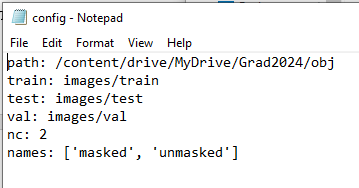 config - Notepad
File Edit Format View Help
path: /content/drive/MyDrive/Grad2024/obj
train: images/train
test: images/test
val: images/val
nc: 2
names: ['masked', 'unmasked']